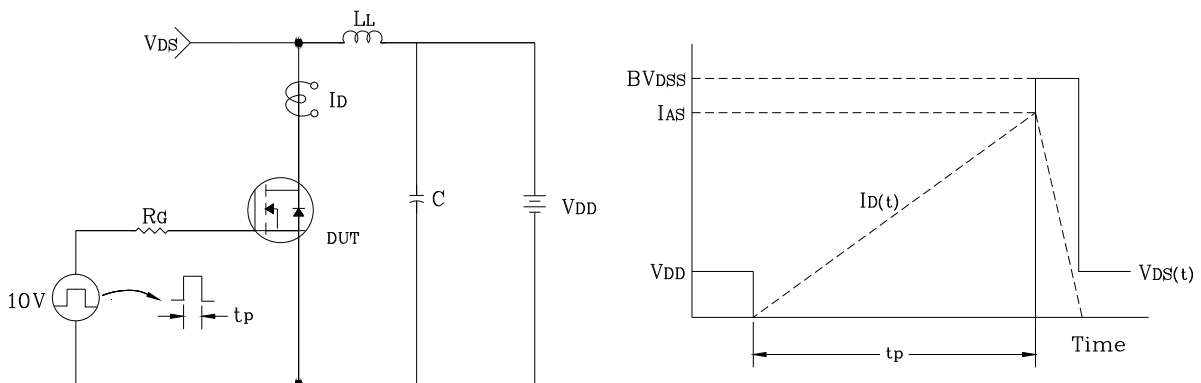 LL
VDS
ID
C
VDD
RG
DUT
10V
tp
BVDSS
IAS
ID(t)
VDD
VDS(t)
Time
tp